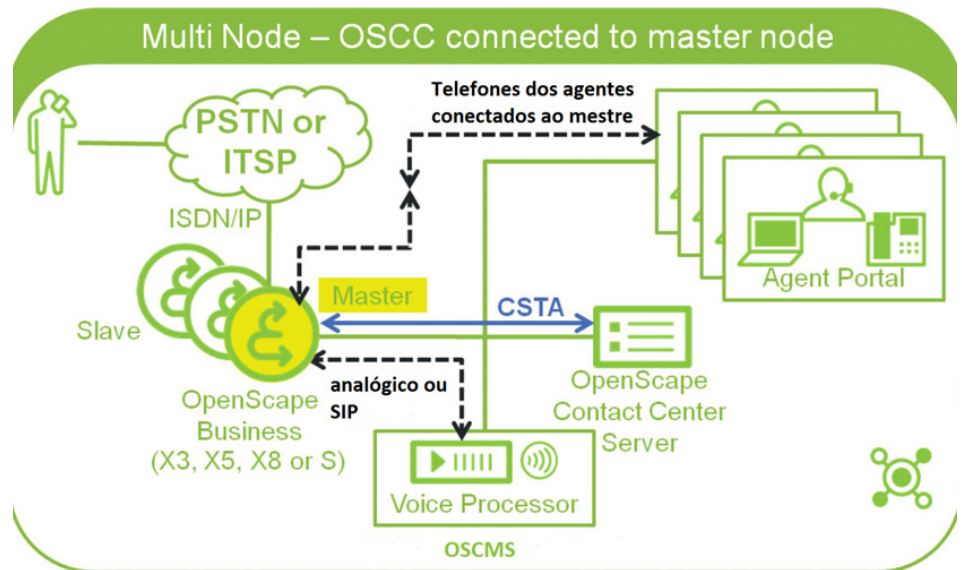 Multi Node – OSCC connected to master node
Telefones dos agentes
conectados ao mestre
PSTN or
ITSP
ISDN/IP
Agent Portal
Master
CSTA
Slave
analógico ou
SIP
OpenScape
Business
(X3, X5, X8 or S)
OpenScape
Contact Center
Server
Voice Processor
OSCMS